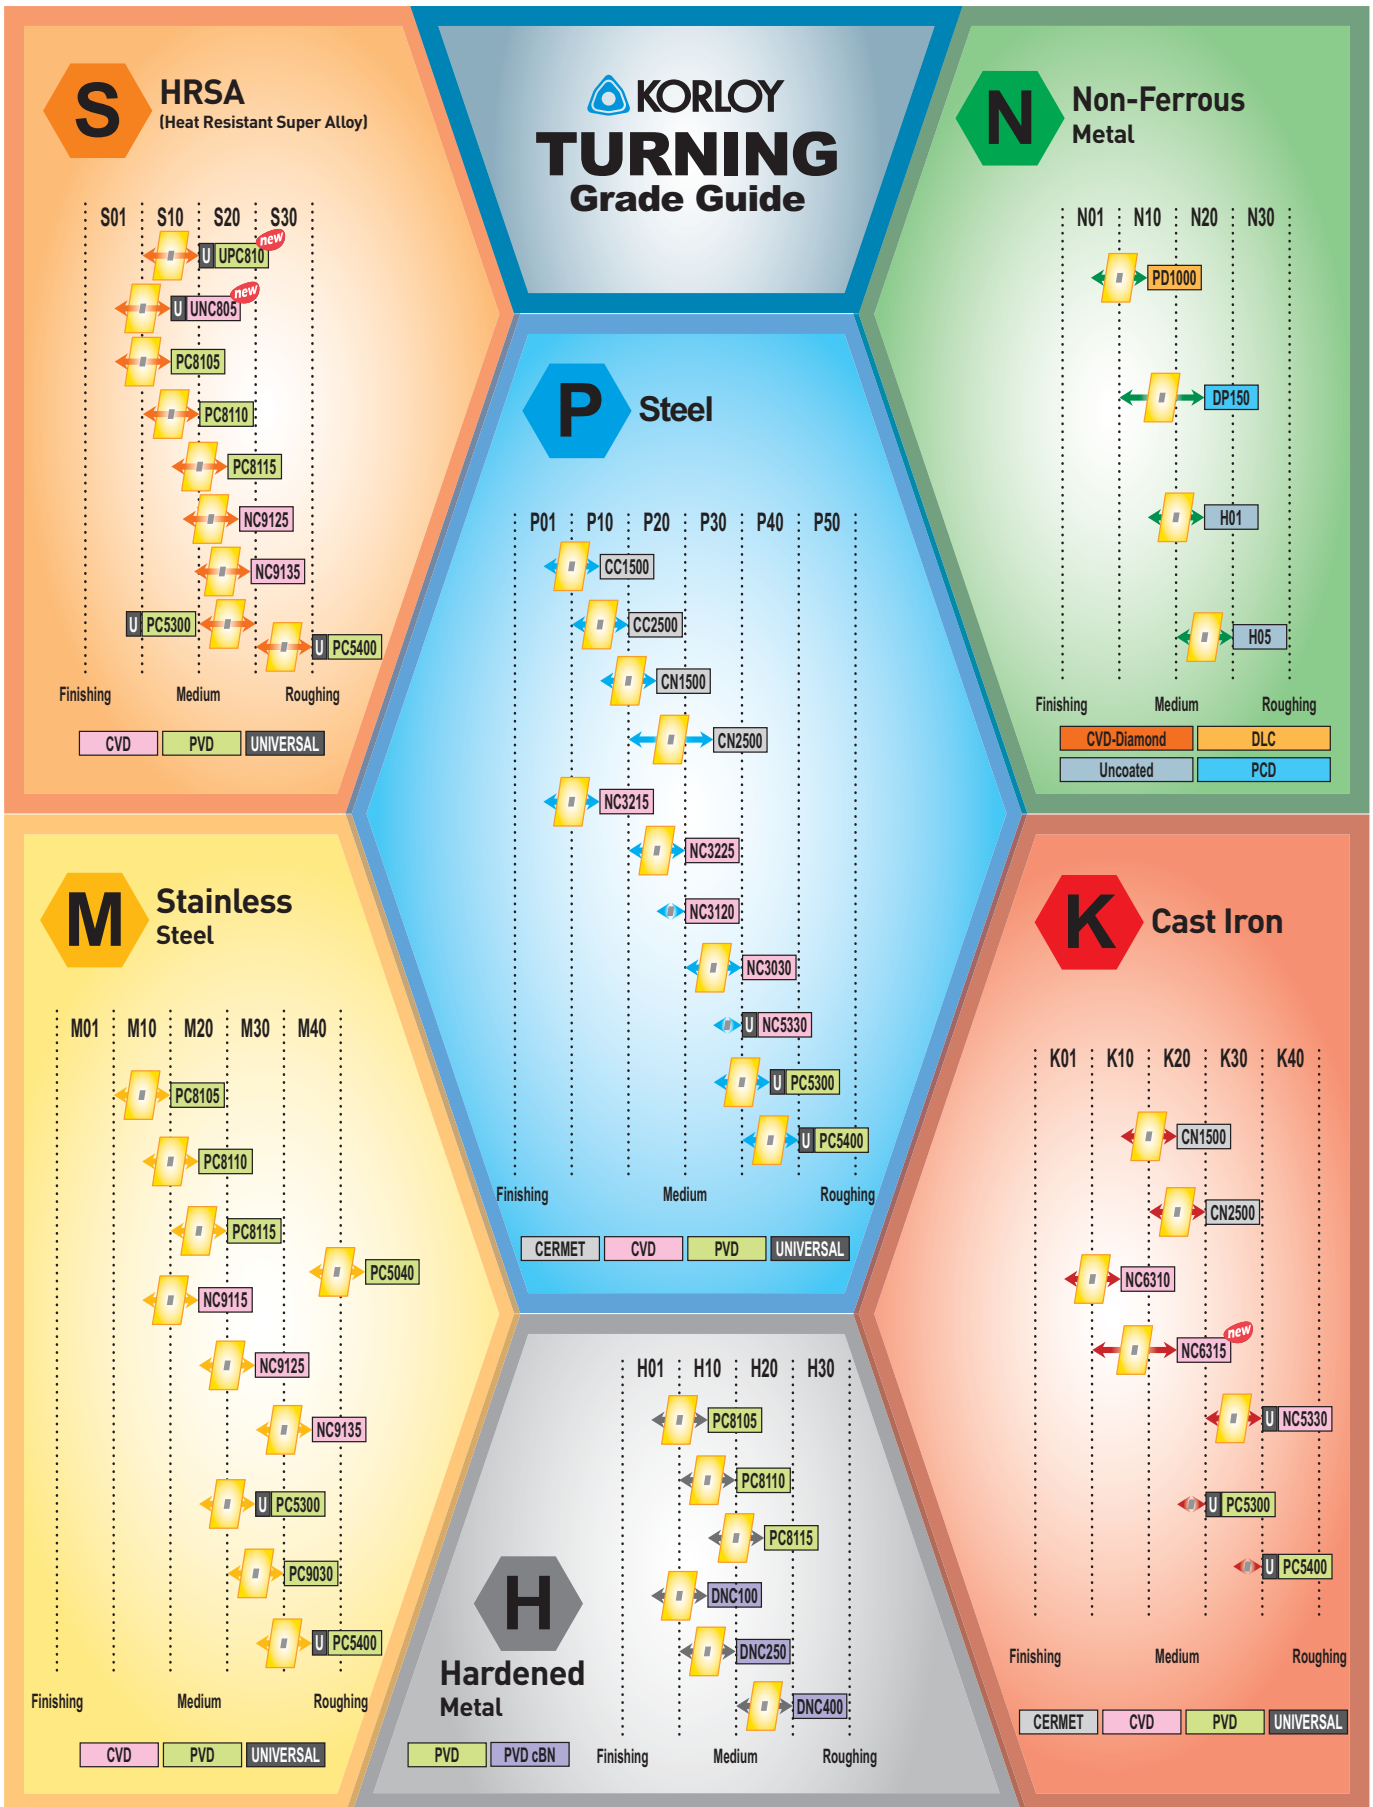 KORLOY
TURNING
Grade Guide
S
HRSA
(Heat Resistant Super Alloy)
S01 S10 S20 S30
U UPC810 new
U UNC805 new
PC8105
PC8110
PC8115
NC9125
NC9135
U PC5300
U PC5400
Finishing Medium Roughing
CVD PVD UNIVERSAL
N
Non-Ferrous
Metal
N01 N10 N20 N30
PD1000
DP150
H01
H05
Finishing Medium Roughing
CVD-Diamond DLC
Uncoated PCD
P
Steel
P01 P10 P20 P30 P40 P50
CC1500
CC2500
CN1500
CN2500
NC3215
NC3225
NC3120
NC3030
U NC5330
U PC5300
U PC5400
Finishing Medium Roughing
CERMET CVD PVD UNIVERSAL
M
Stainless
Steel
M01 M10 M20 M30 M40
PC8105
PC8110
PC8115
PC5040
NC9115
NC9125
NC9135
U PC5300
PC9030
U PC5400
Finishing Medium Roughing
CVD PVD UNIVERSAL
K
Cast Iron
K01 K10 K20 K30 K40
CN1500
CN2500
NC6310
NC6315 new
U NC5330
U PC5300
U PC5400
Finishing Medium Roughing
CERMET CVD PVD UNIVERSAL
H
Hardened
Metal
H01 H10 H20 H30
PC8105
PC8110
PC8115
DNC100
DNC250
DNC400
Finishing Medium Roughing
PVD PVD cBN